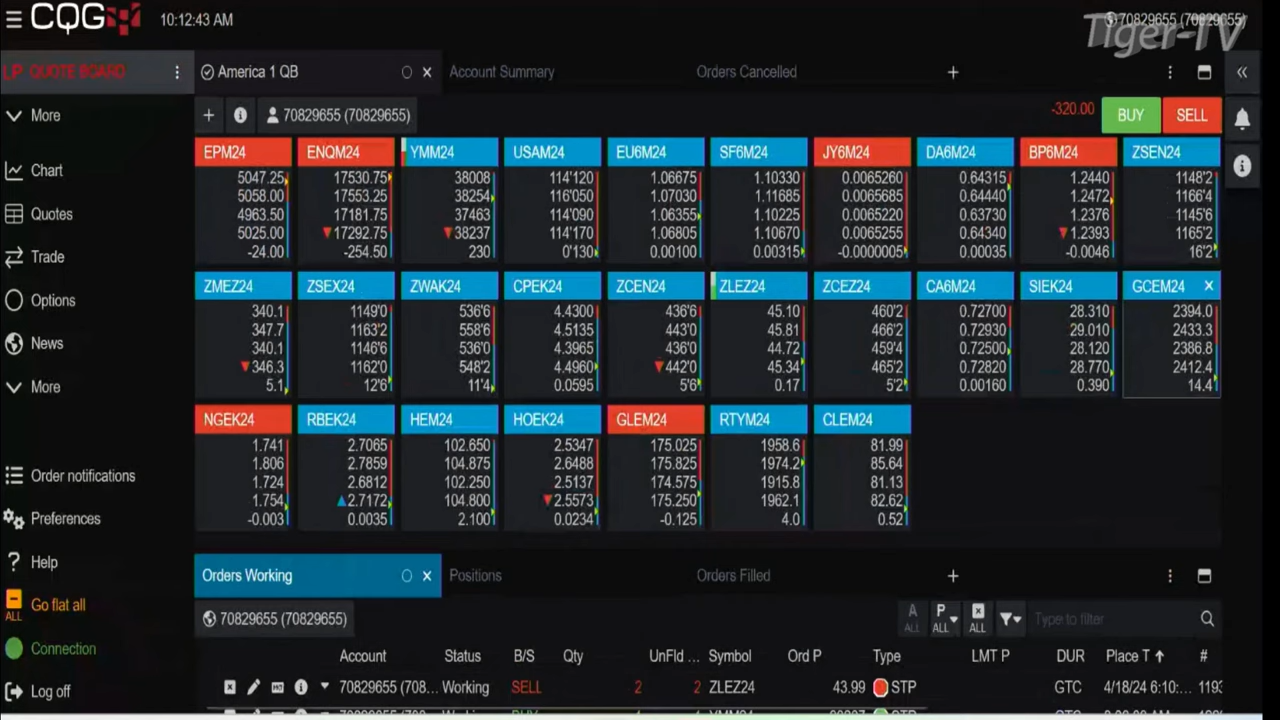 CQG
10:12:43 AM
70829655 (70829655)
Tiger-TV
LP QUOTE BOARD
America 1 QB
Account Summary
Orders Cancelled
More
70829655 (70829655)
-320.00
BUY
SELL
EPM24 ENQM24 YMM24 USAM24 EU6M24 SF6M24 JY6M24 DA6M24 BP6M24 ZSEN24
5047.25 17530.75 38008 114'120 1.06675 1.10330 0.0065260 0.64315 1.2440 1148'2
5058.00 17553.25 38254 116'050 1.07030 1.11685 0.0065685 0.64440 1.2472 1166'4
4963.50 17181.75 37463 114'090 1.06355 1.10225 0.0065220 0.63730 1.2376 1145'6
5025.00 17292.75 38237 114'170 1.06805 1.10670 0.0065255 0.64340 1.2393 1165'2
-24.00 -254.50 230 0'130 0.00100 0.00315 -0.0000005 0.00035 -0.0046 16'2
Chart
Quotes
Trade
Options
News
More
ZMEZ24 ZSEX24 ZWAK24 CPEK24 ZCEN24 ZLEZ24 ZCEZ24 CA6M24 SIEK24 GCEM24
340.1 1149'0 536'6 4.4300 436'6 45.10 460'2 0.72700 28.310 2394.0
347.7 1163'2 558'6 4.5135 443'0 45.81 466'2 0.72930 29.010 2433.3
340.1 1146'6 536'0 4.3965 436'0 44.72 459'4 0.72500 28.120 2386.8
346.3 1162'0 548'2 4.4960 442'0 45.34 465'2 0.72820 28.770 2412.4
5.1 12'6 11'4 0.0595 5'6 0.17 5'2 0.00160 0.390 14.4
NGEK24 RBEK24 HEM24 HOEK24 GLEM24 RTYM24 CLEM24
1.741 2.7065 102.650 2.5347 175.025 1958.6 81.99
1.806 2.7859 104.875 2.6488 175.825 1974.2 85.64
1.724 2.6812 102.250 2.5137 174.575 1915.8 81.13
1.754 2.7172 104.800 2.5573 175.250 1962.1 82.62
-0.003 0.0035 2.100 0.0234 -0.125 4.0 0.52
Order notifications
Preferences
Help
ALL Go flat all
Connection
Log off
Orders Working
Positions
Orders Filled
70829655 (70829655)
A ALL P ALL ALL
Type to filter
Account Status B/S Qty UnFld ... Symbol Ord P Type LMT P DUR Place T #
70829655 (708... Working SELL 2 2 ZLEZ24 43.99 STP GTC 4/18/24 6:10:... 1193